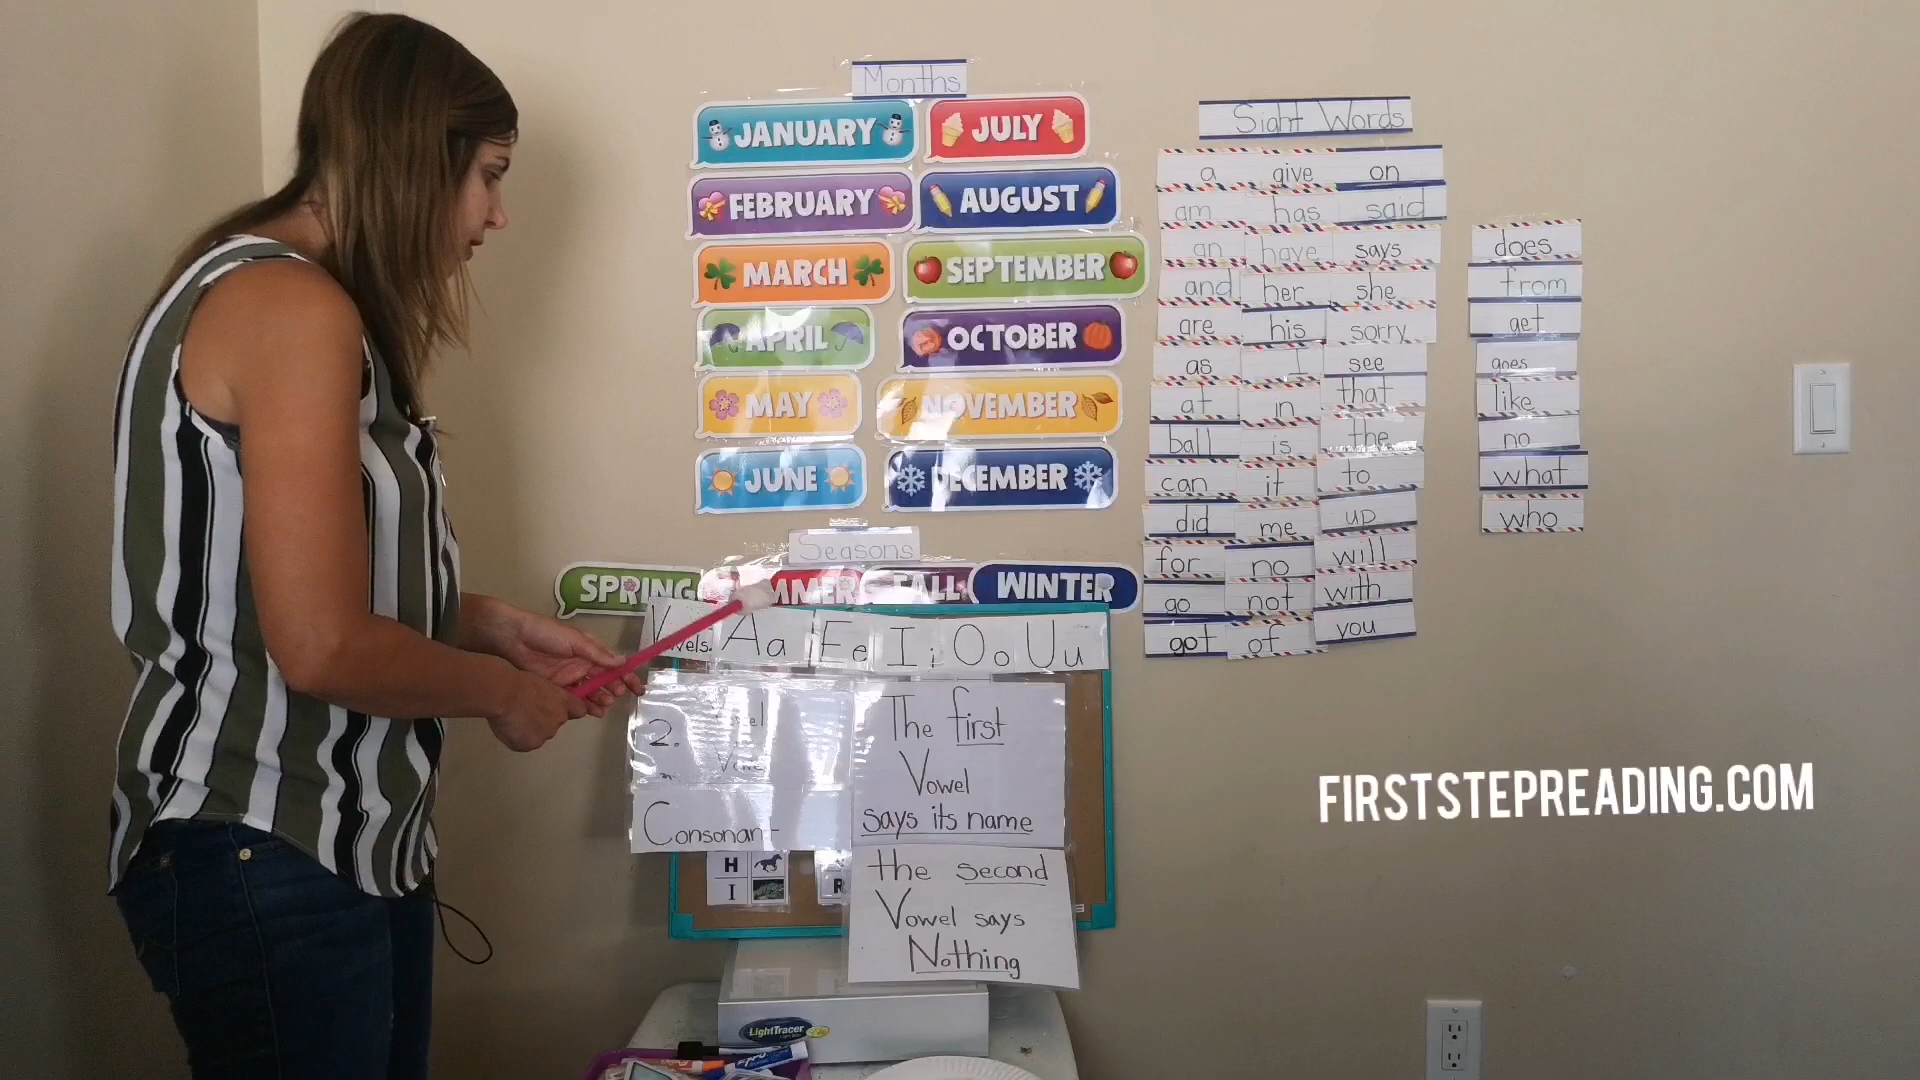 Months
JANUARY JULY
FEBRUARY AUGUST
MARCH SEPTEMBER
APRIL OCTOBER
MAY NOVEMBER
JUNE DECEMBER
Seasons
SPRING FALL WINTER
Aa Ee Ii Oo Uu
2. Vowel
Consonant
H
I
R
The first
Vowel
says its name
the second
Vowel says
Nothing
LightTracer
EXPO
Sight Words
a give on
am has said
an have says
and her she
are his sorry
as I see
at in that
ball is the
can it to
did me up
for no will
go not with
got of you
does
from
get
goes
like
no
what
who
FIRSTSTEPREADING.COM